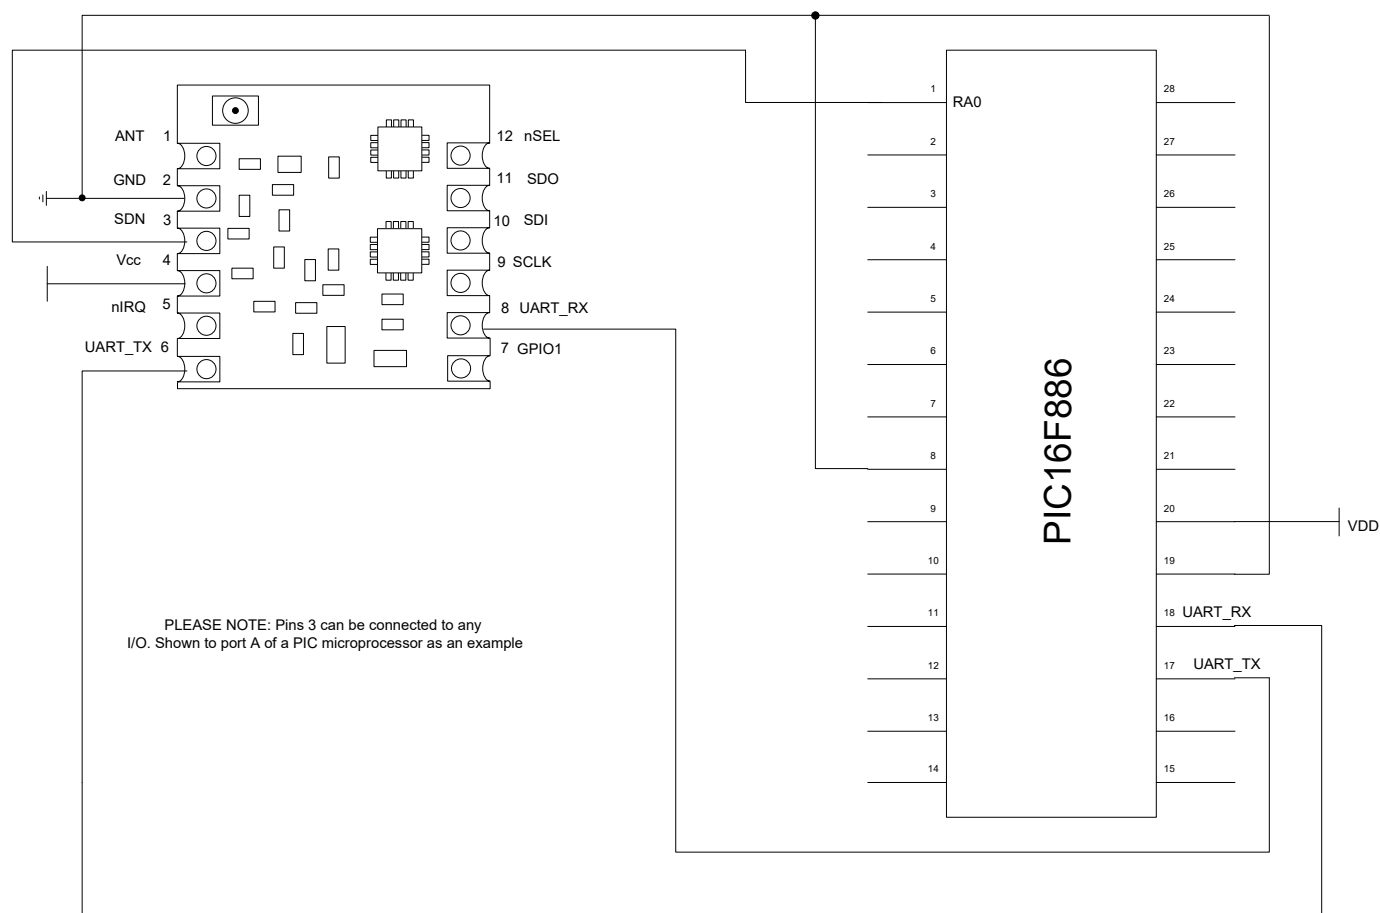 ANT 1
GND 2
SDN 3
Vcc 4
nIRQ 5
UART_TX 6
12 nSEL
11 SDO
10 SDI
9 SCLK
8 UART_RX
7 GPIO1
PLEASE NOTE: Pins 3 can be connected to any
I/O. Shown to port A of a PIC microprocessor as an example
1
RA0
2
3
4
5
6
7
8
9
10
11
12
13
14
PIC16F886
28
27
26
25
24
23
22
21
20
VDD
19
18 UART_RX
17 UART_TX
16
15